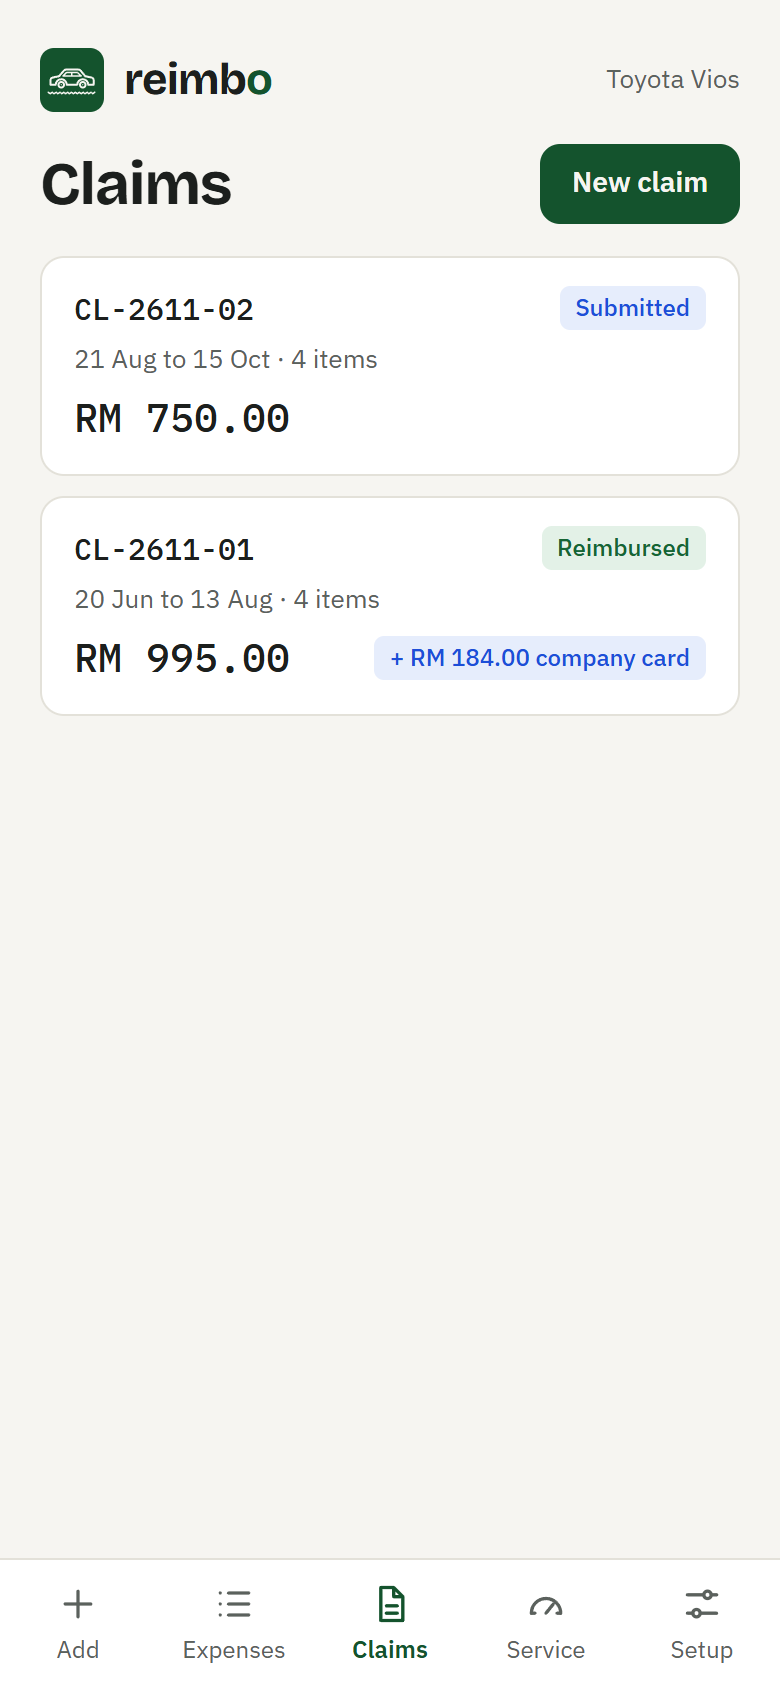 reimbo
Toyota Vios
Claims
New claim
CL-2611-02
Submitted
21 Aug to 15 Oct · 4 items
RM 750.00
CL-2611-01
Reimbursed
20 Jun to 13 Aug · 4 items
RM 995.00
+ RM 184.00 company card
Add
Expenses
Claims
Service
Setup